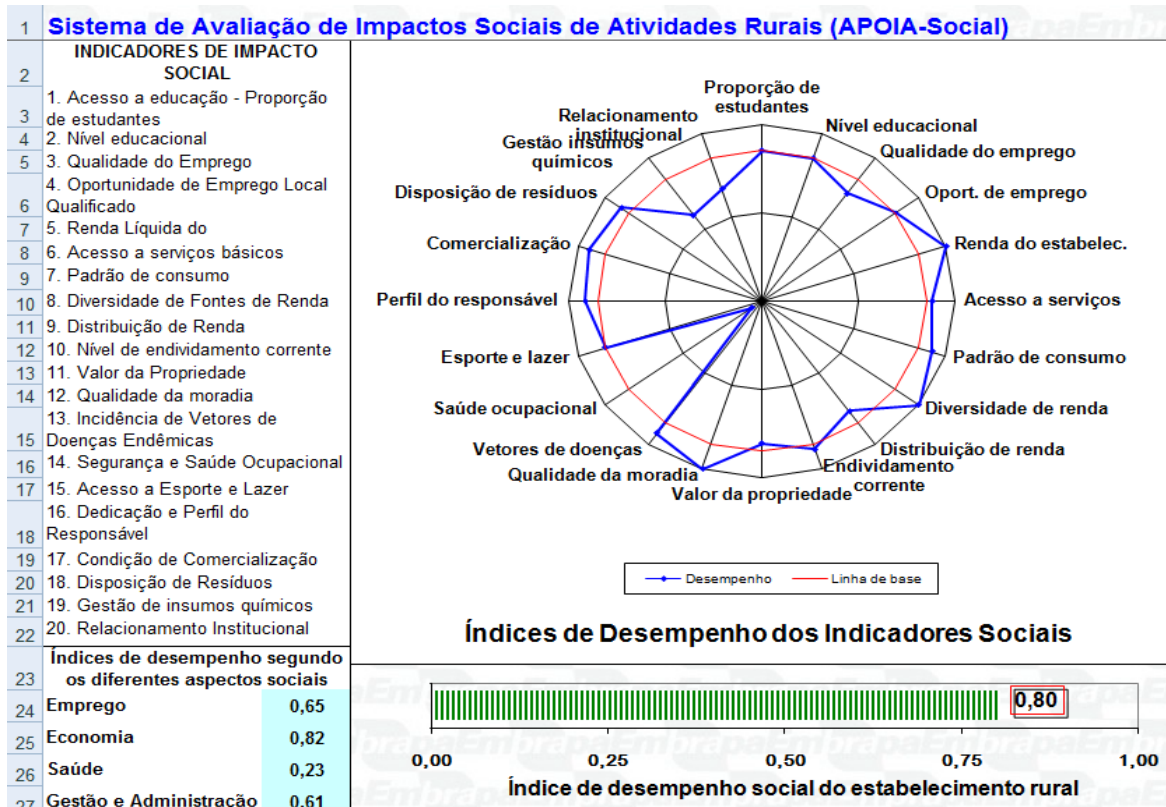 1 Sistema de Avaliação de Impactos Sociais de Atividades Rurais (APOIA-Social)
INDICADORES DE IMPACTO
2 SOCIAL
1. Acesso a educação - Proporção
3 de estudantes
4 2. Nível educacional
5 3. Qualidade do Emprego
4. Oportunidade de Emprego Local
6 Qualificado
7 5. Renda Líquida do
8 6. Acesso a serviços básicos
9 7. Padrão de consumo
10 8. Diversidade de Fontes de Renda
11 9. Distribuição de Renda
12 10. Nível de endividamento corrente
13 11. Valor da Propriedade
14 12. Qualidade da moradia
13. Incidência de Vetores de
15 Doenças Endêmicas
16 14. Segurança e Saúde Ocupacional
17 15. Acesso a Esporte e Lazer
16. Dedicação e Perfil do
18 Responsável
19 17. Condição de Comercialização
20 18. Disposição de Resíduos
21 19. Gestão de insumos químicos
22 20. Relacionamento Institucional
Índices de desempenho segundo
23 os diferentes aspectos sociais
24 Emprego 0,65
25 Economia 0,82
26 Saúde 0,23
27 Gestão e Administração 0,61
Proporção de
estudantes
Nível educacional
Qualidade do emprego
Oport. de emprego
Renda do estabelec.
Acesso a serviços
Padrão de consumo
Diversidade de renda
Distribuição de renda
Endividamento
corrente
Valor da propriedade
Qualidade da moradia
Vetores de doenças
Saúde ocupacional
Esporte e lazer
Perfil do responsável
Comercialização
Disposição de resíduos
Gestão insumos
químicos
Relacionamento
institucional
Desempenho Linha de base
Índices de Desempenho dos Indicadores Sociais
0,80
0,00 0,25 0,50 0,75 1,00
Índice de desempenho social do estabelecimento rural